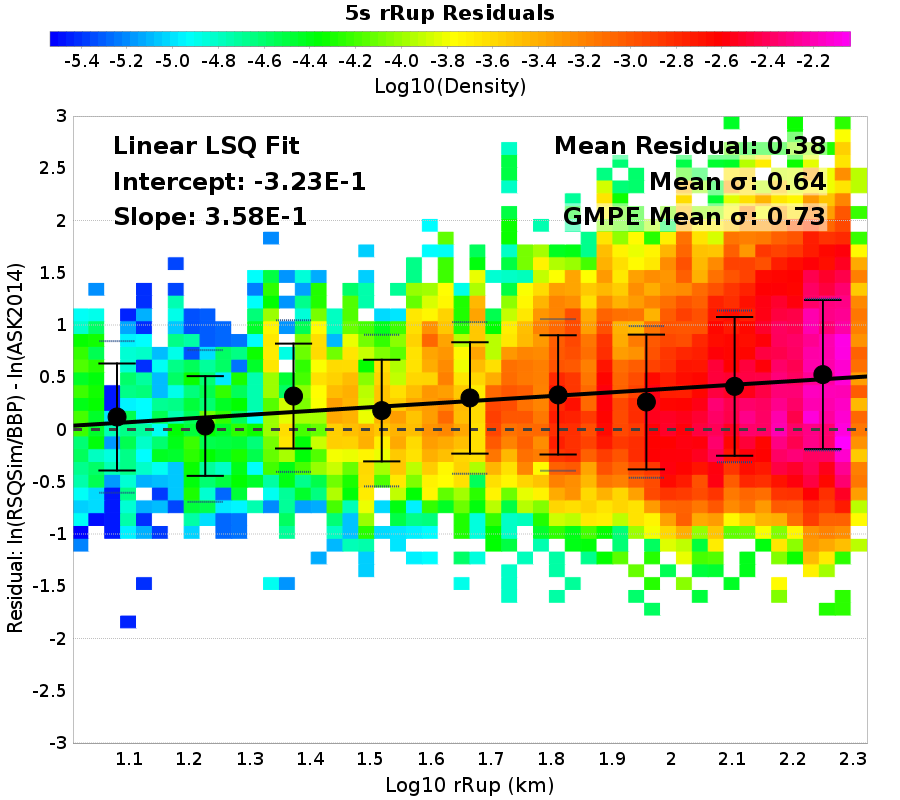 5s rRup Residuals
-5.4 -5.2 -5.0 -4.8 -4.6 -4.4 -4.2 -4.0 -3.8 -3.6 -3.4 -3.2 -3.0 -2.8 -2.6 -2.4 -2.2
Log10(Density)
Linear LSQ Fit
Intercept: -3.23E-1
Slope: 3.58E-1
Mean Residual: 0.38
Mean σ: 0.64
GMPE Mean σ: 0.73
Residual: ln(RSQSim/BBP) - ln(ASK2014)
3
2.5
2
1.5
1
0.5
0
-0.5
-1
-1.5
-2
-2.5
-3
1.1 1.2 1.3 1.4 1.5 1.6 1.7 1.8 1.9 2 2.1 2.2 2.3
Log10 rRup (km)